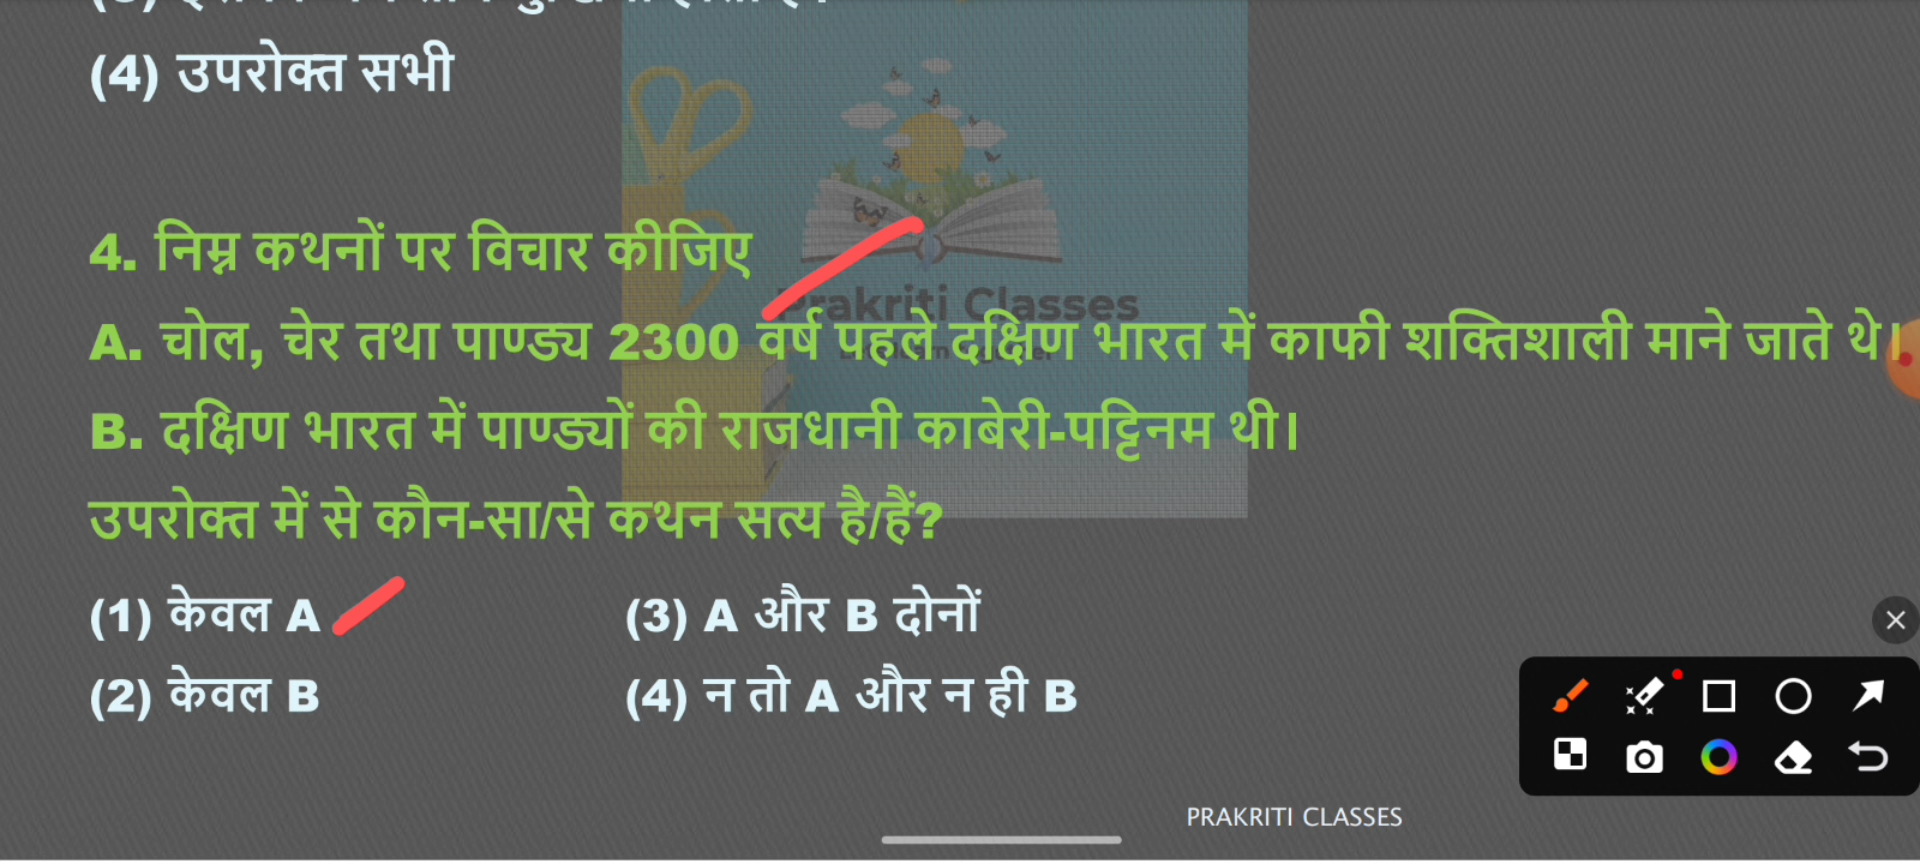 (4) उपरोक्त सभी
4. निम्न कथनों पर विचार कीजिए
Prakriti Classes
A. चोल, चेर तथा पाण्ड्य 2300 वर्ष पहले दक्षिण भारत में काफी शक्तिशाली माने जाते थे।
B. दक्षिण भारत में पाण्ड्यों की राजधानी काबेरी-पट्टिनम थी।
उपरोक्त में से कौन-सा/से कथन सत्य है/हैं?
(1) केवल A
(3) A और B दोनों
(2) केवल B
(4) न तो A और न ही B
PRAKRITI CLASSES